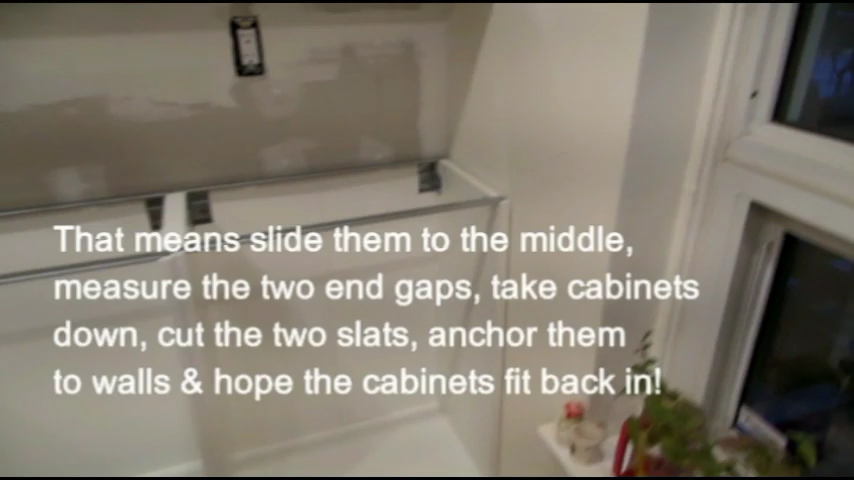 That means slide them to the middle,
measure the two end gaps, take cabinets
down, cut the two slats, anchor them
to walls & hope the cabinets fit back in!